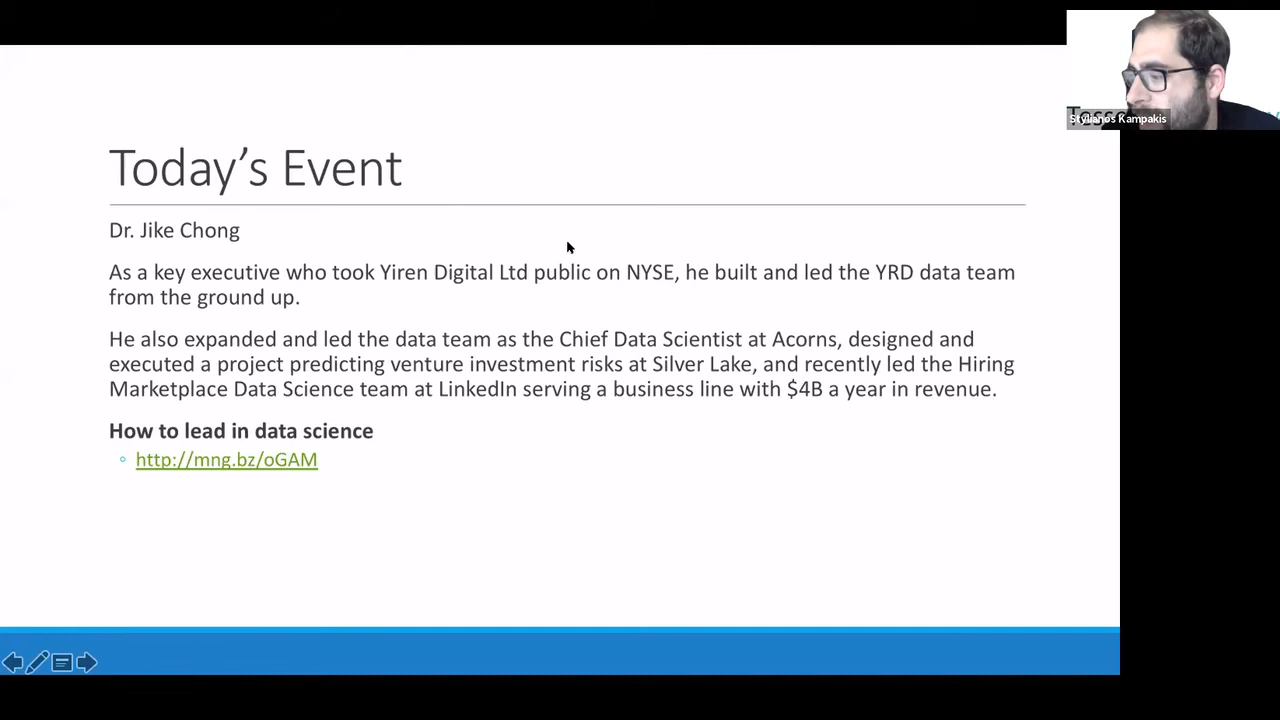 Today's Event
Dr. Jike Chong
As a key executive who took Yiren Digital Ltd public on NYSE, he built and led the YRD data team
from the ground up.
He also expanded and led the data team as the Chief Data Scientist at Acorns, designed and
executed a project predicting venture investment risks at Silver Lake, and recently led the Hiring
Marketplace Data Science team at LinkedIn serving a business line with $4B a year in revenue.
How to lead in data science
http://mng.bz/oGAM
Stylianos Kampakis